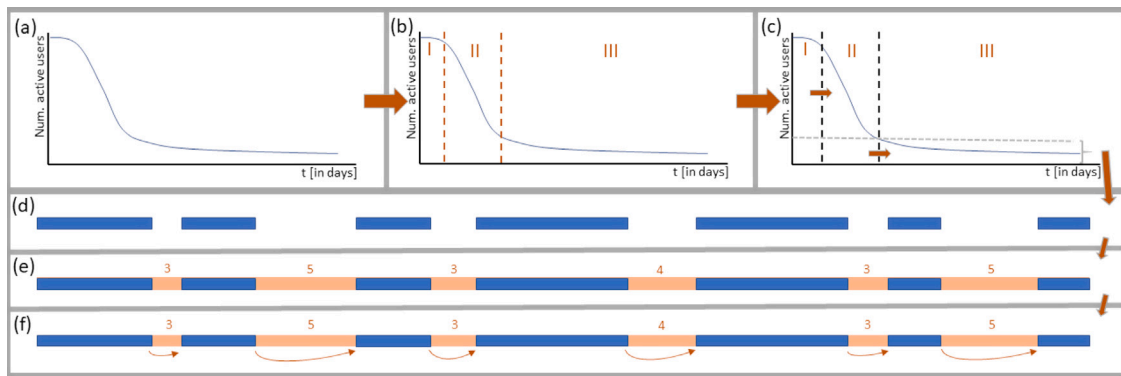 (a)
Num. active users
t [in days]
(b)
Num. active users
I II III
t [in days]
(c)
Num. active users
I II III
t [in days]
(d)
(e)
3 5 3 4 3 5
(f)
3 5 3 4 3 5